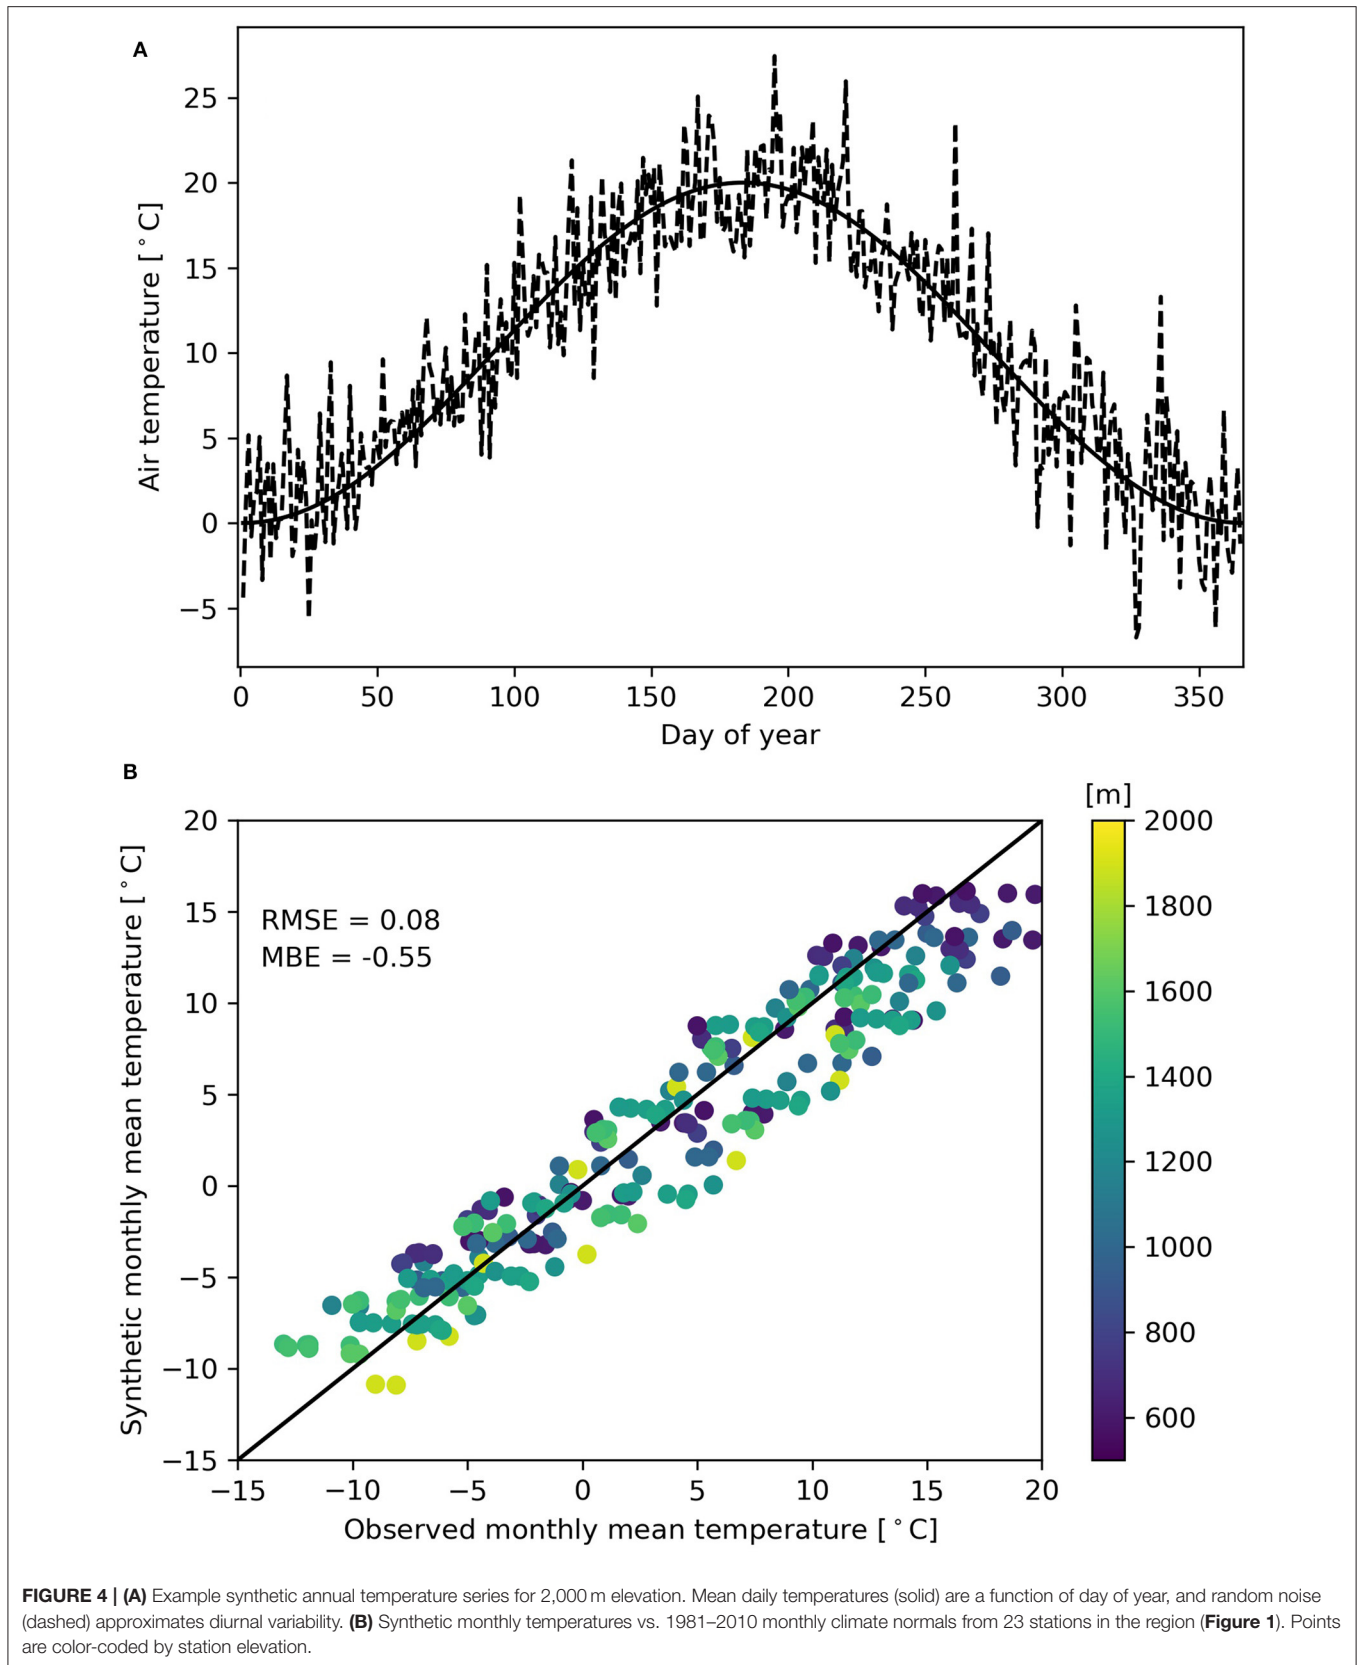 A
25
20
15
10
5
0
−5
Air temperature [°C]
0 50 100 150 200 250 300 350
Day of year
B
[m]
20
15
10
5
0
−5
−10
−15
Synthetic monthly mean temperature [°C]
RMSE = 0.08
MBE = -0.55
2000
1800
1600
1400
1200
1000
800
600
−15 −10 −5 0 5 10 15 20
Observed monthly mean temperature [°C]
FIGURE 4 | (A) Example synthetic annual temperature series for 2,000 m elevation. Mean daily temperatures (solid) are a function of day of year, and random noise
(dashed) approximates diurnal variability. (B) Synthetic monthly temperatures vs. 1981–2010 monthly climate normals from 23 stations in the region (Figure 1). Points
are color-coded by station elevation.